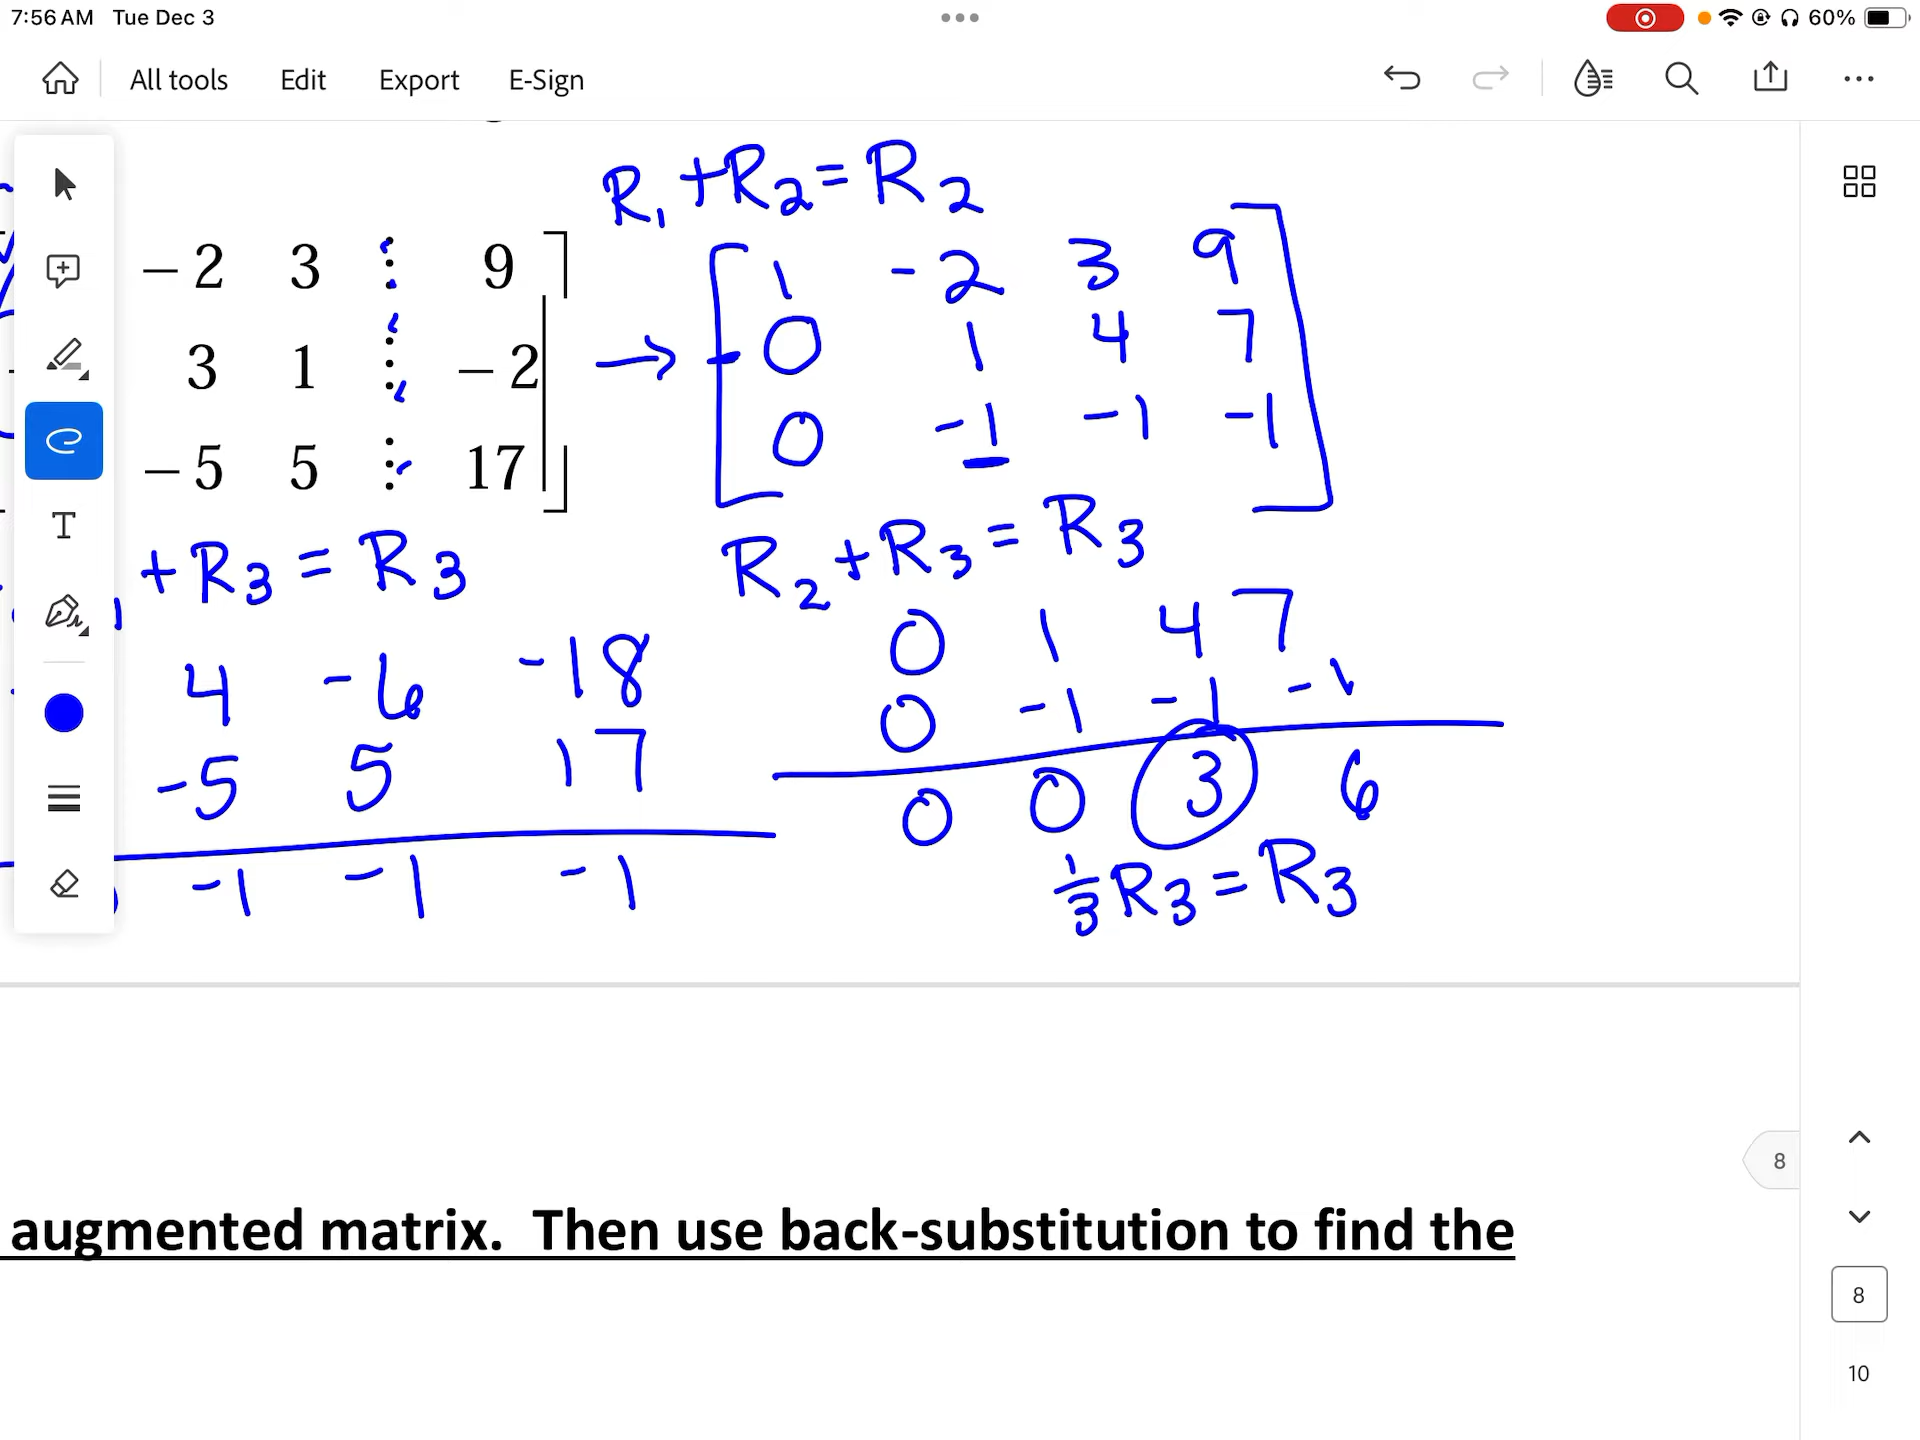 7:56 AM Tue Dec 3
60%
All tools Edit Export E-Sign
R₁ + R₂ = R₂
-2 3 ⋮ 9
3 1 ⋮ -2
-5 5 ⋮ 17
→
1 -2 3 9
0 1 4 7
0 -1 -1 -1
+ R₃ = R₃
4 -6 -18
-5 5 17
-1 -1 -1
R₂ + R₃ = R₃
0 1 4 7
0 -1 -1 -1
0 0 3 6
1/3 R₃ = R₃
T
8
augmented matrix. Then use back-substitution to find the
8
10